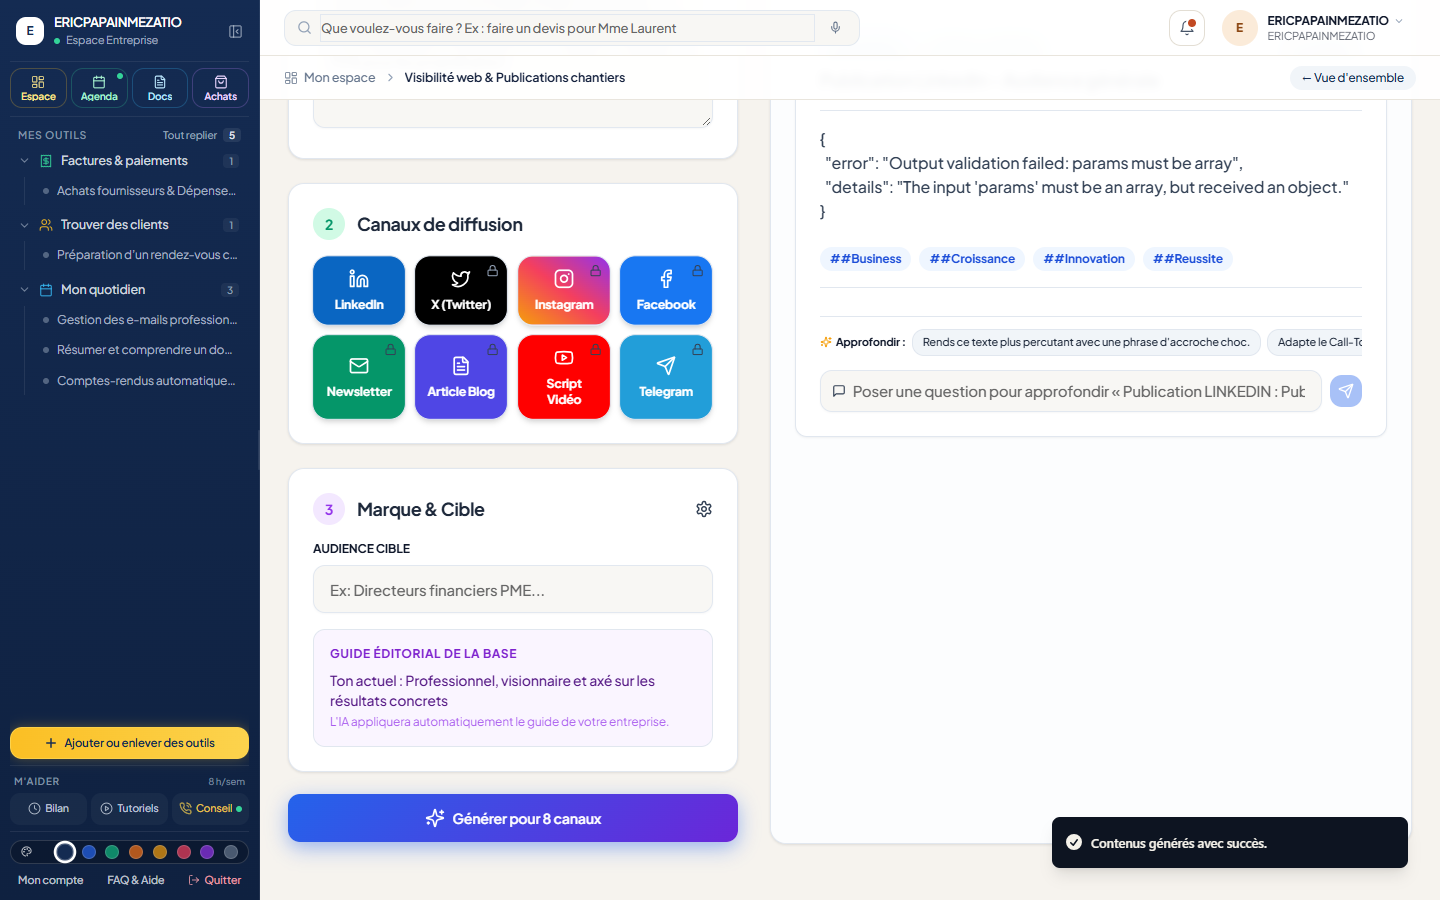 E
ERICPAPAINMEZATIO
Espace Entreprise
Espace
Agenda
Docs
Achats
MES OUTILS
Tout replier
5
Factures & paiements
1
Achats fournisseurs & Dépense...
Trouver des clients
1
Préparation d'un rendez-vous c...
Mon quotidien
3
Gestion des e-mails profession...
Résumer et comprendre un do...
Comptes-rendus automatique...
Ajouter ou enlever des outils
M'AIDER
8 h/sem
Bilan
Tutoriels
Conseil
Mon compte
FAQ & Aide
Quitter
Que voulez-vous faire ? Ex : faire un devis pour Mme Laurent
E
ERICPAPAINMEZATIO
ERICPAPAINMEZATIO
Mon espace
Visibilité web & Publications chantiers
← Vue d'ensemble
2
Canaux de diffusion
LinkedIn
X (Twitter)
Instagram
Facebook
Newsletter
Article Blog
Script
Vidéo
Telegram
3
Marque & Cible
AUDIENCE CIBLE
Ex: Directeurs financiers PME...
GUIDE ÉDITORIAL DE LA BASE
Ton actuel : Professionnel, visionnaire et axé sur les
résultats concrets
L'IA appliquera automatiquement le guide de votre entreprise.
Générer pour 8 canaux
{
"error": "Output validation failed: params must be array",
"details": "The input 'params' must be an array, but received an object."
}
##Business
##Croissance
##Innovation
##Reussite
Approfondir :
Rends ce texte plus percutant avec une phrase d'accroche choc.
Adapte le Call-To
Poser une question pour approfondir « Publication LINKEDIN : Pub
Contenus générés avec succès.